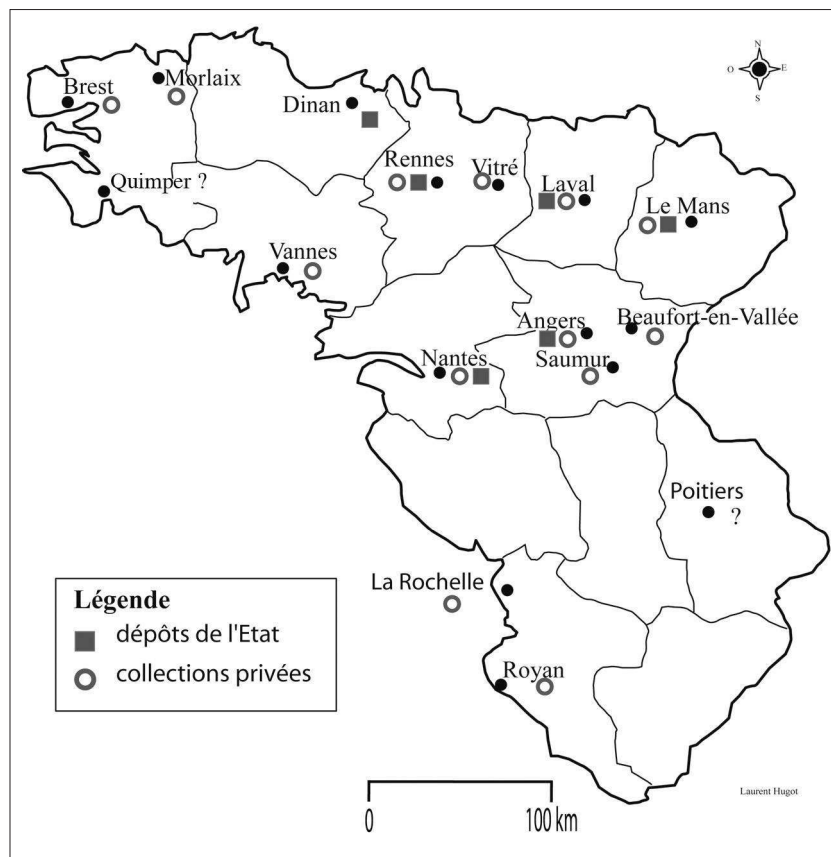 N
O E
S
Brest
Morlaix
Dinan
Quimper ?
Rennes
Vitré
Laval
Le Mans
Vannes
Angers
Beaufort-en-Vallée
Nantes
Saumur
Poitiers
?
La Rochelle
Royan
Légende
dépôts de l'Etat
collections privées
0 100 km
Laurent Hugot